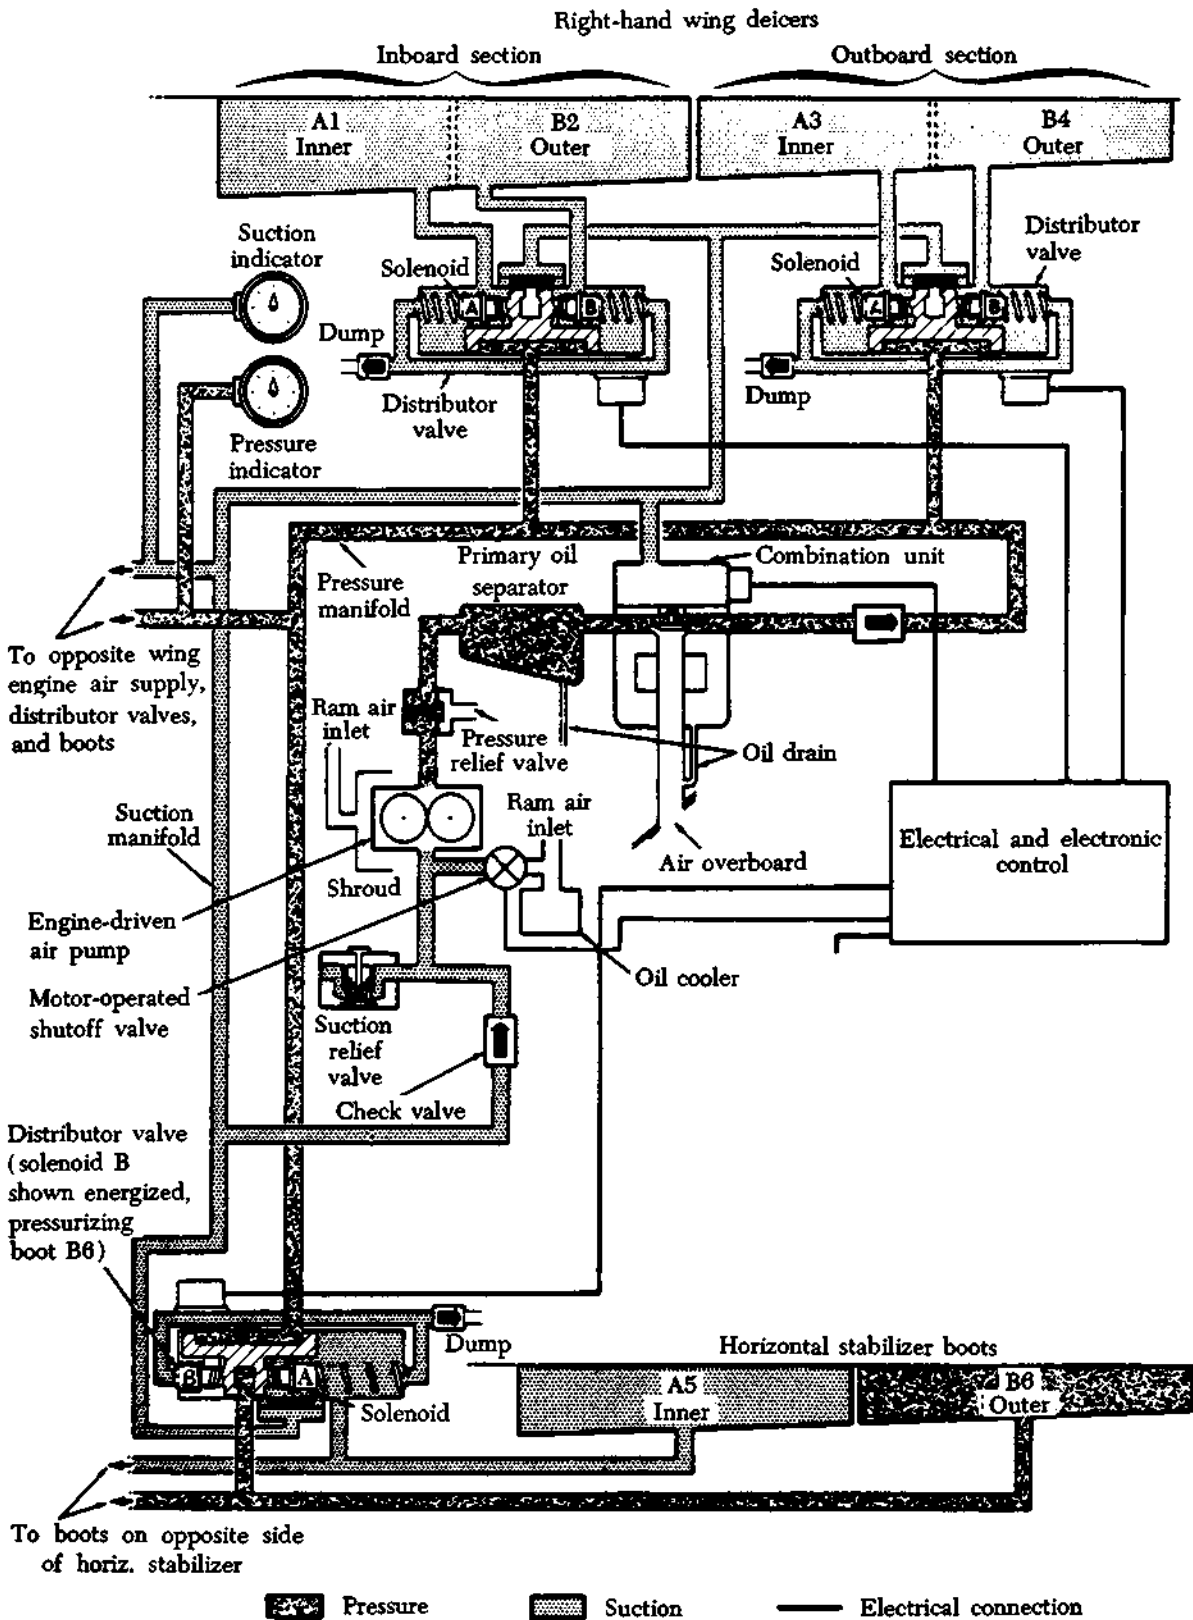 Right-hand wing deicers
Inboard section
Outboard section
A1
Inner
B2
Outer
A3
Inner
B4
Outer
Suction
indicator
Solenoid
A
B
Dump
Distributor
valve
Solenoid
A
B
Distributor
valve
Dump
Pressure
indicator
Pressure
manifold
Primary oil
separator
Combination unit
To opposite wing
engine air supply,
distributor valves,
and boots
Ram air
inlet
Pressure
relief valve
Oil drain
Suction
manifold
Ram air
inlet
Air overboard
Electrical and electronic
control
Shroud
Engine-driven
air pump
Oil cooler
Motor-operated
shutoff valve
Suction
relief
valve
Check valve
Distributor valve
(solenoid B
shown energized,
pressurizing
boot B6)
Dump
B
A
Solenoid
Horizontal stabilizer boots
A5
Inner
B6
Outer
To boots on opposite side
of horiz. stabilizer
Pressure
Suction
Electrical connection